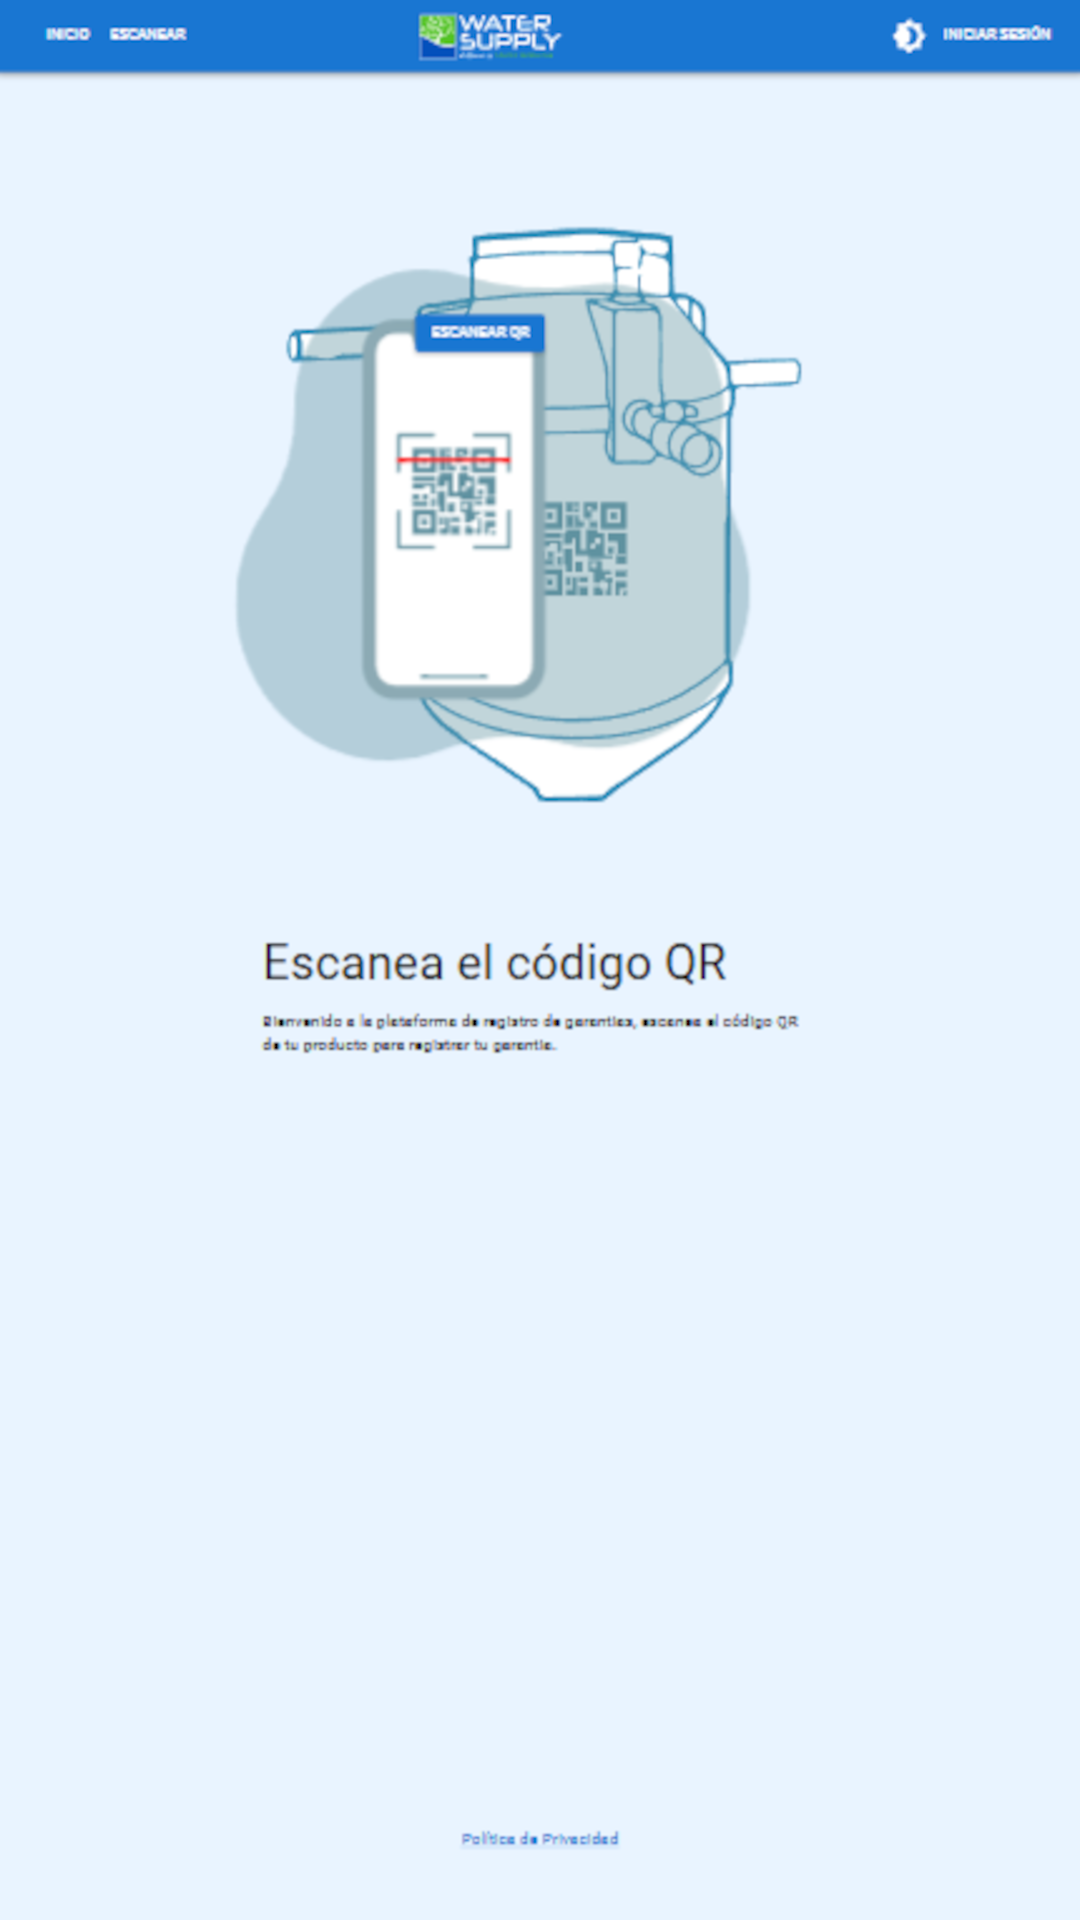 INICIO ESCANEAR
WATER
SUPPLY
INICIAR SESIÓN
ESCANEAR QR
Escanea el código QR
Bienvenido a la plataforma de registro de garantías, escanea el código QR
de tu producto para registrar tu garantía.
Política de Privacidad